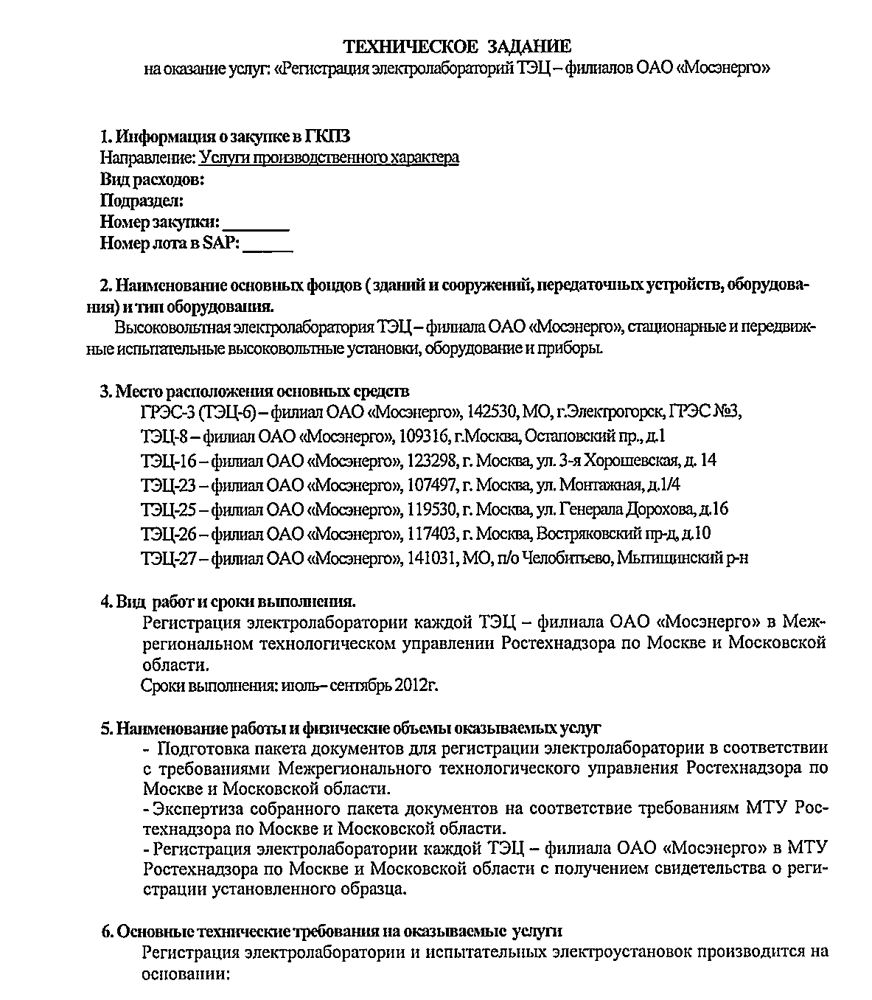 ТЕХНИЧЕСКОЕ ЗАДАНИЕ
на оказание услуг: «Регистрация электролабораторий ТЭЦ – филиалов ОАО «Мосэнерго»
1. Информация о закупке в ГКПЗ
Направление: Услуги производственного характера
Вид расходов:
Подраздел:
Номер закупки: _______
Номер лота в SAP: _____
2. Наименование основных фондов ( зданий и сооружений, передаточных устройств, оборудова-
ния) и тип оборудования.
Высоковольтная электролаборатория ТЭЦ – филиала ОАО «Мосэнерго», стационарные и передвиж-
ные испытательные высоковольтные установки, оборудование и приборы.
3. Место расположения основных средств
ГРЭС-3 (ТЭЦ-6) – филиал ОАО «Мосэнерго», 142530, МО, г.Электрогорск, ГРЭС №3,
ТЭЦ-8 – филиал ОАО «Мосэнерго», 109316, г.Москва, Остаповский пр., д.1
ТЭЦ-16 – филиал ОАО «Мосэнерго», 123298, г. Москва, ул. 3-я Хорошевская, д. 14
ТЭЦ-23 – филиал ОАО «Мосэнерго», 107497, г. Москва, ул. Монтажная, д.1/4
ТЭЦ-25 – филиал ОАО «Мосэнерго», 119530, г. Москва, ул. Генерала Дорохова, д.16
ТЭЦ-26 – филиал ОАО «Мосэнерго», 117403, г. Москва, Востряковский пр-д, д.10
ТЭЦ-27 – филиал ОАО «Мосэнерго», 141031, МО, п/о Челобитьево, Мытищинский р-н
4. Вид работ и сроки выполнения.
Регистрация электролаборатории каждой ТЭЦ – филиала ОАО «Мосэнерго» в Меж-
региональном технологическом управлении Ростехнадзора по Москве и Московской
области.
Сроки выполнения: июль– сентябрь 2012г.
5. Наименование работы и физические объемы оказываемых услуг
- Подготовка пакета документов для регистрации электролаборатории в соответствии
с требованиями Межрегионального технологического управления Ростехнадзора по
Москве и Московской области.
- Экспертиза собранного пакета документов на соответствие требованиям МТУ Рос-
технадзора по Москве и Московской области.
- Регистрация электролаборатории каждой ТЭЦ – филиала ОАО «Мосэнерго» в МТУ
Ростехнадзора по Москве и Московской области с получением свидетельства о реги-
страции установленного образца.
6. Основные технические требования на оказываемые услуги
Регистрация электролаборатории и испытательных электроустановок производится на
основании: